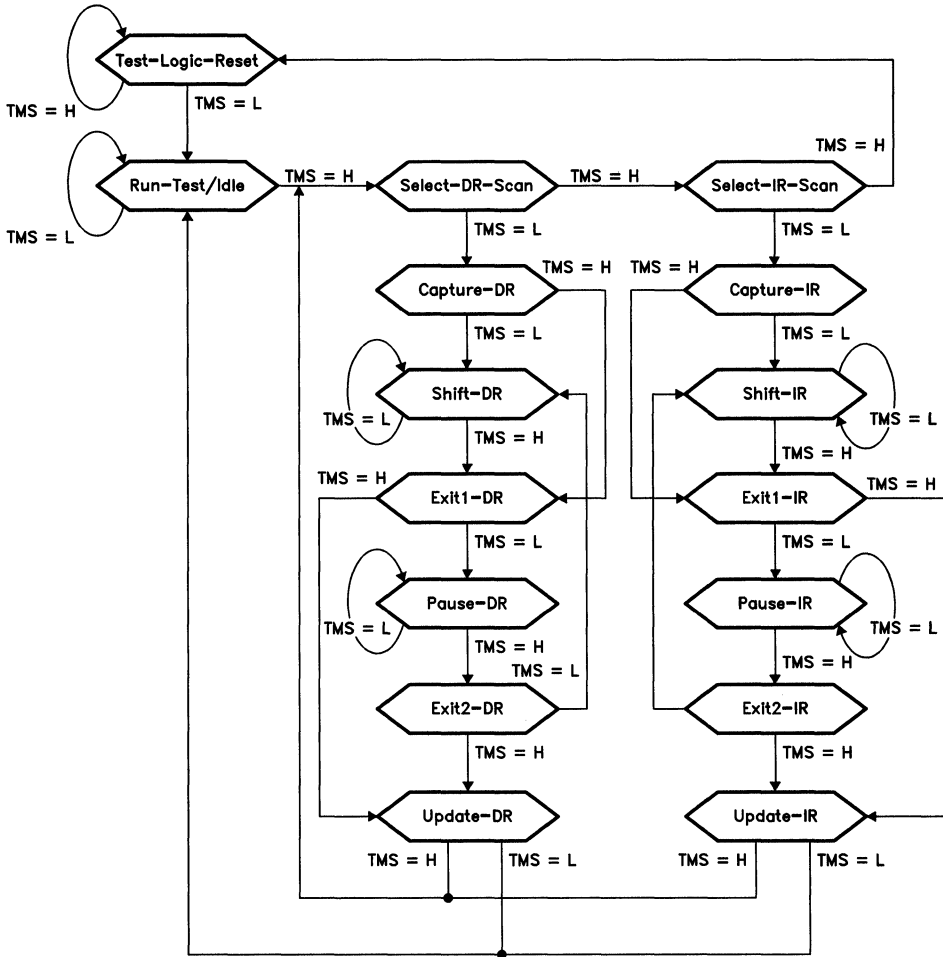 Test-Logic-Reset
TMS = H
TMS = L
TMS = H
Run-Test/Idle
TMS = H
Select-DR-Scan
TMS = H
Select-IR-Scan
TMS = L
TMS = L
TMS = L
TMS = H
TMS = H
Capture-DR
Capture-IR
TMS = L
TMS = L
Shift-DR
Shift-IR
TMS = L
TMS = L
TMS = H
TMS = H
TMS = H
TMS = H
Exit1-DR
Exit1-IR
TMS = L
TMS = L
Pause-DR
Pause-IR
TMS = L
TMS = L
TMS = H
TMS = H
TMS = L
Exit2-DR
Exit2-IR
TMS = H
TMS = H
Update-DR
Update-IR
TMS = H
TMS = L
TMS = H
TMS = L